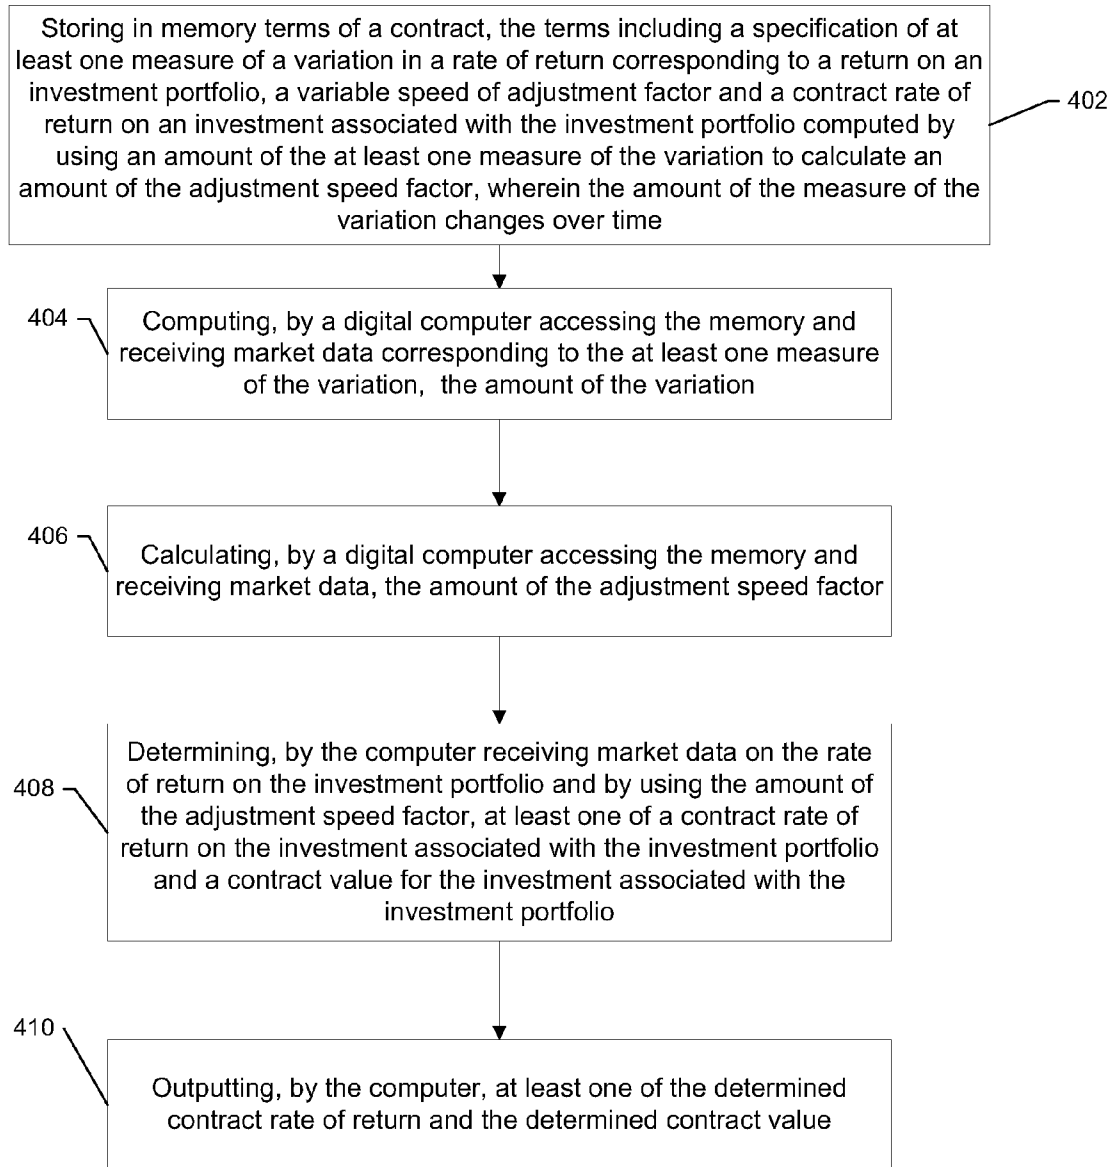 Storing in memory terms of a contract, the terms including a specification of at
least one measure of a variation in a rate of return corresponding to a return on an
investment portfolio, a variable speed of adjustment factor and a contract rate of
return on an investment associated with the investment portfolio computed by
using an amount of the at least one measure of the variation to calculate an
amount of the adjustment speed factor, wherein the amount of the measure of the
variation changes over time
402
404
Computing, by a digital computer accessing the memory and
receiving market data corresponding to the at least one measure
of the variation, the amount of the variation
406
Calculating, by a digital computer accessing the memory and
receiving market data, the amount of the adjustment speed factor
408
Determining, by the computer receiving market data on the rate
of return on the investment portfolio and by using the amount of
the adjustment speed factor, at least one of a contract rate of
return on the investment associated with the investment portfolio
and a contract value for the investment associated with the
investment portfolio
410
Outputting, by the computer, at least one of the determined
contract rate of return and the determined contract value